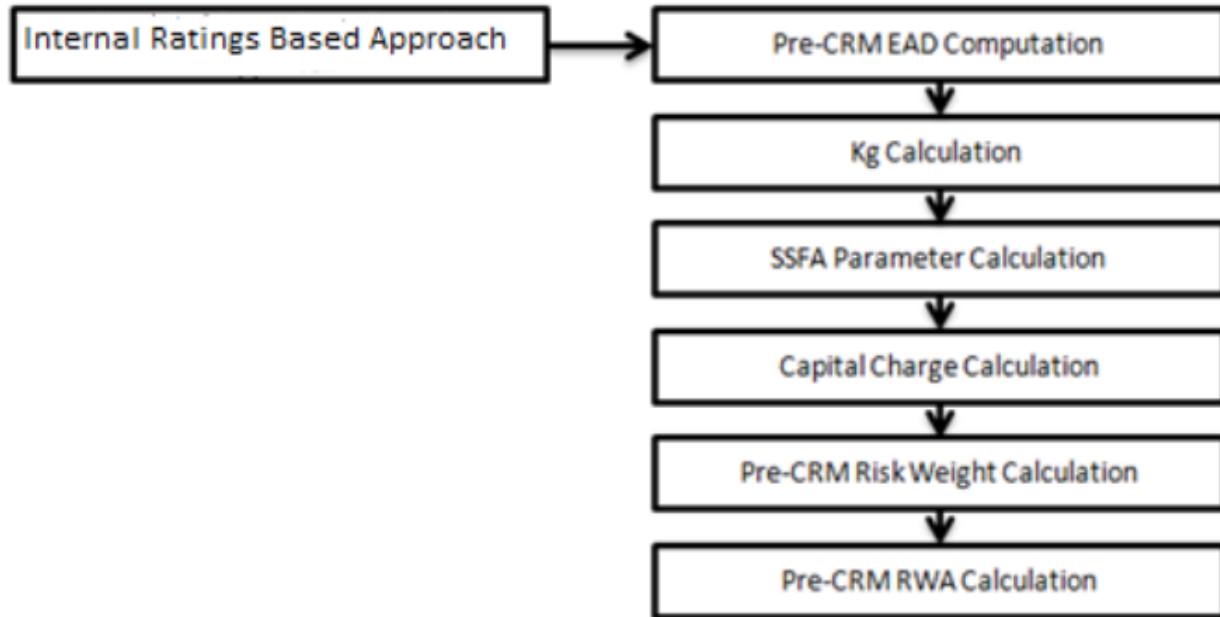 Internal Ratings Based Approach
Pre-CRM EAD Computation
Kg Calculation
SSFA Parameter Calculation
Capital Charge Calculation
Pre-CRM Risk Weight Calculation
Pre-CRM RWA Calculation